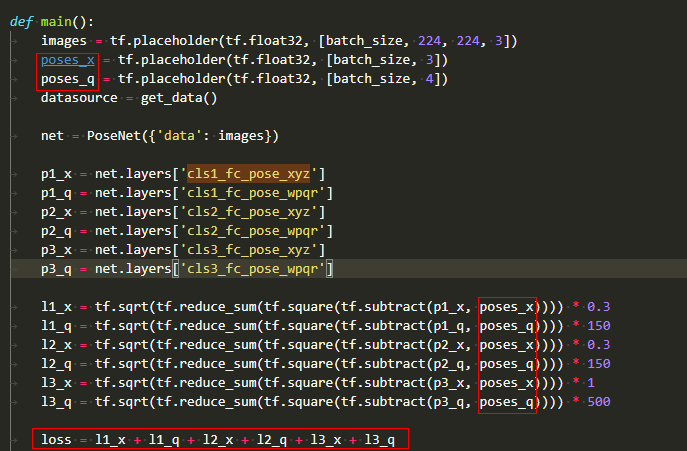 def main():
images = tf.placeholder(tf.float32, [batch_size, 224, 224, 3])
poses_x = tf.placeholder(tf.float32, [batch_size, 3])
poses_q = tf.placeholder(tf.float32, [batch_size, 4])
datasource = get_data()
net = PoseNet({'data': images})
p1_x = net.layers['cls1_fc_pose_xyz']
p1_q = net.layers['cls1_fc_pose_wpqr']
p2_x = net.layers['cls2_fc_pose_xyz']
p2_q = net.layers['cls2_fc_pose_wpqr']
p3_x = net.layers['cls3_fc_pose_xyz']
p3_q = net.layers['cls3_fc_pose_wpqr']
l1_x = tf.sqrt(tf.reduce_sum(tf.square(tf.subtract(p1_x, poses_x)))) * 0.3
l1_q = tf.sqrt(tf.reduce_sum(tf.square(tf.subtract(p1_q, poses_q)))) * 150
l2_x = tf.sqrt(tf.reduce_sum(tf.square(tf.subtract(p2_x, poses_x)))) * 0.3
l2_q = tf.sqrt(tf.reduce_sum(tf.square(tf.subtract(p2_q, poses_q)))) * 150
l3_x = tf.sqrt(tf.reduce_sum(tf.square(tf.subtract(p3_x, poses_x)))) * 1
l3_q = tf.sqrt(tf.reduce_sum(tf.square(tf.subtract(p3_q, poses_q)))) * 500
loss = l1_x + l1_q + l2_x + l2_q + l3_x + l3_q